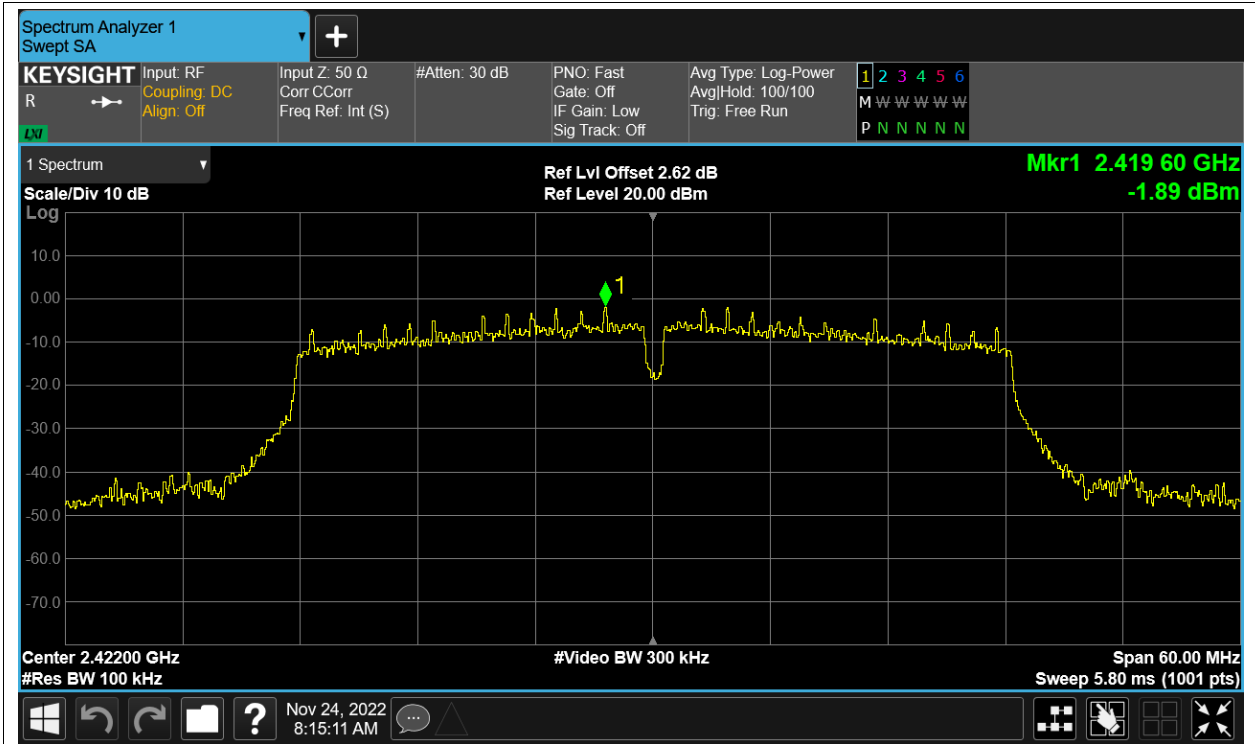 Spectrum Analyzer 1
Swept SA
KEYSIGHT
R
LXI
Input: RF
Coupling: DC
Align: Off
Input Z: 50 Ω
Corr CCorr
Freq Ref: Int (S)
#Atten: 30 dB
PNO: Fast
Gate: Off
IF Gain: Low
Sig Track: Off
Avg Type: Log-Power
Avg|Hold: 100/100
Trig: Free Run
1 2 3 4 5 6
M W W W W W
P N N N N N
1 Spectrum
Scale/Div 10 dB
Ref Lvl Offset 2.62 dB
Ref Level 20.00 dBm
Mkr1 2.419 60 GHz
-1.89 dBm
Log
1
10.0
0.00
-10.0
-20.0
-30.0
-40.0
-50.0
-60.0
-70.0
Center 2.42200 GHz
#Res BW 100 kHz
#Video BW 300 kHz
Span 60.00 MHz
Sweep 5.80 ms (1001 pts)
?
Nov 24, 2022
8:15:11 AM